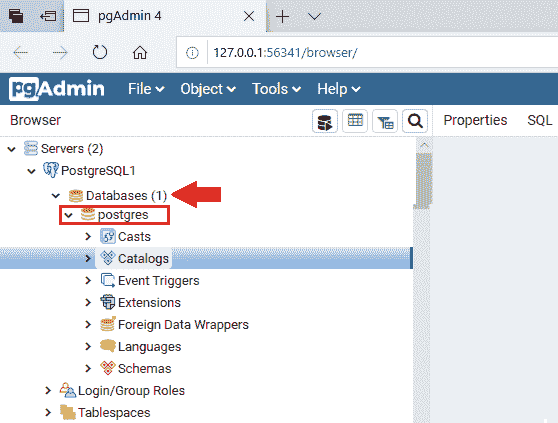 pgAdmin 4
127.0.0.1:56341/browser/
pgAdmin File Object Tools Help
Browser Properties SQL
Servers (2)
PostgreSQL1
Databases (1)
postgres
Casts
Catalogs
Event Triggers
Extensions
Foreign Data Wrappers
Languages
Schemas
Login/Group Roles
Tablespaces